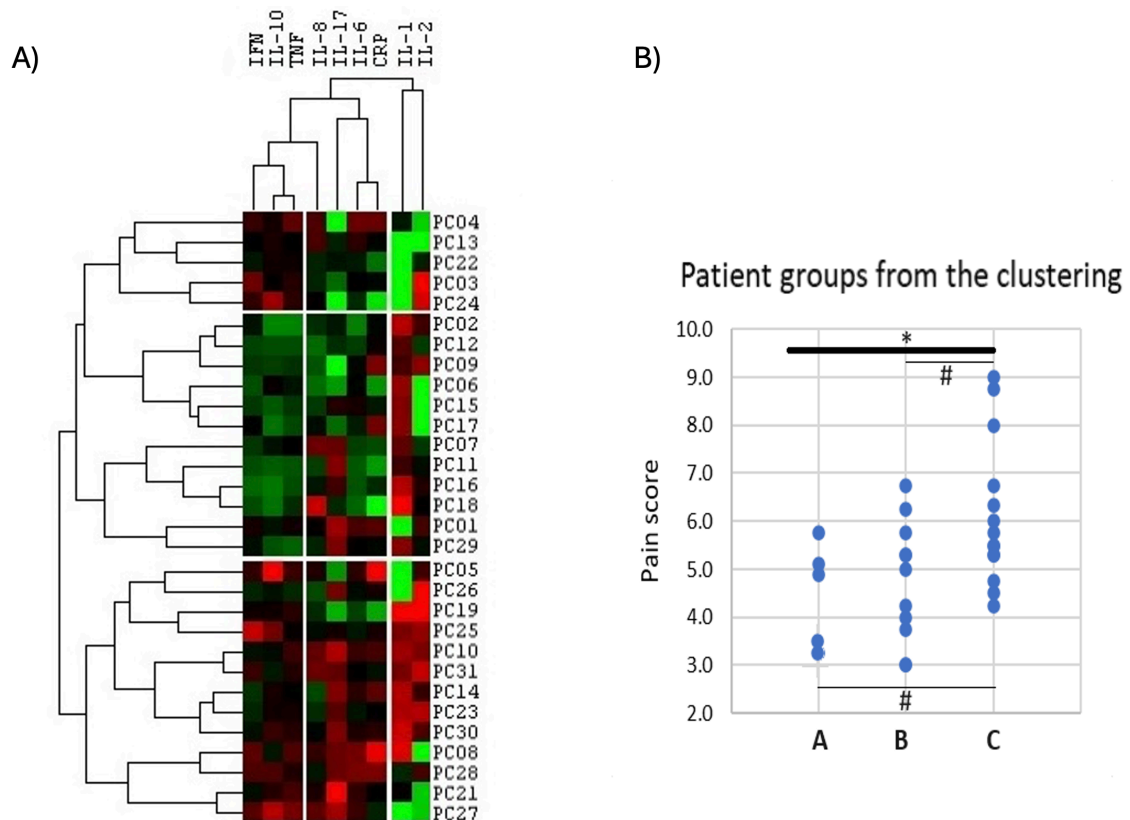 A)
IFN
IL-10
TNF
IL-8
IL-17
IL-6
CRP
IL-1
IL-2
PC04
PC13
PC22
PC03
PC24
PC02
PC12
PC09
PC06
PC15
PC17
PC07
PC11
PC16
PC18
PC01
PC29
PC05
PC26
PC19
PC25
PC10
PC31
PC14
PC23
PC30
PC08
PC28
PC21
PC27
B)
Patient groups from the clustering
Pain score
10.0
9.0
8.0
7.0
6.0
5.0
4.0
3.0
2.0
*
#
#
A B C